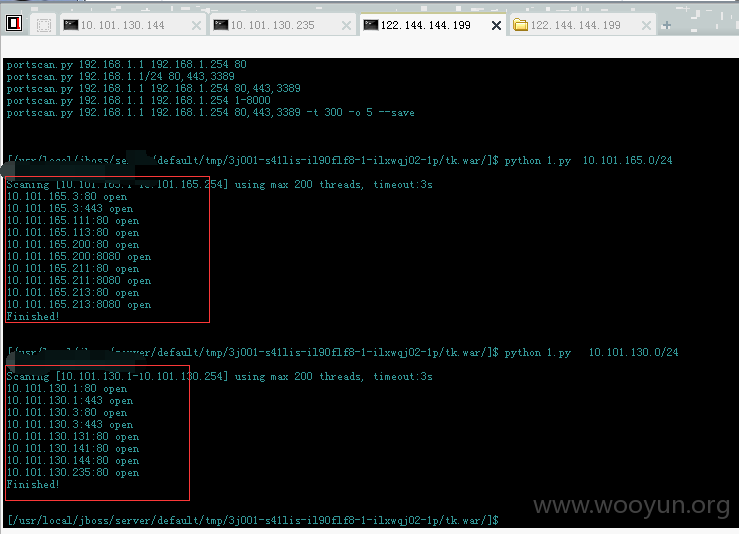 10.101.130.144 10.101.130.235 122.144.144.199 122.144.144.199
portscan.py 192.168.1.1 192.168.1.254 80
portscan.py 192.168.1.1/24 80,443,3389
portscan.py 192.168.1.1 192.168.1.254 80,443,3389
portscan.py 192.168.1.1 192.168.1.254 1-8000
portscan.py 192.168.1.1 192.168.1.254 80,443,3389 -t 300 -o 5 --save
[/usr/local/jboss/server/default/tmp/3j001-s41lis-il90flf8-1-ilxwqj02-1p/tk.war/]$ python 1.py 10.101.165.0/24
Scaning [10.101.165.1-10.101.165.254] using max 200 threads, timeout:3s
10.101.165.3:80 open
10.101.165.3:443 open
10.101.165.111:80 open
10.101.165.113:80 open
10.101.165.200:80 open
10.101.165.200:8080 open
10.101.165.211:80 open
10.101.165.211:8080 open
10.101.165.213:80 open
10.101.165.213:8080 open
Finished!
[/usr/local/jboss/server/default/tmp/3j001-s41lis-il90flf8-1-ilxwqj02-1p/tk.war/]$ python 1.py 10.101.130.0/24
Scaning [10.101.130.1-10.101.130.254] using max 200 threads, timeout:3s
10.101.130.1:80 open
10.101.130.1:443 open
10.101.130.3:80 open
10.101.130.3:443 open
10.101.130.131:80 open
10.101.130.141:80 open
10.101.130.144:80 open
10.101.130.235:80 open
Finished!
[/usr/local/jboss/server/default/tmp/3j001-s41lis-il90flf8-1-ilxwqj02-1p/tk.war/]$
www.wooyun.org